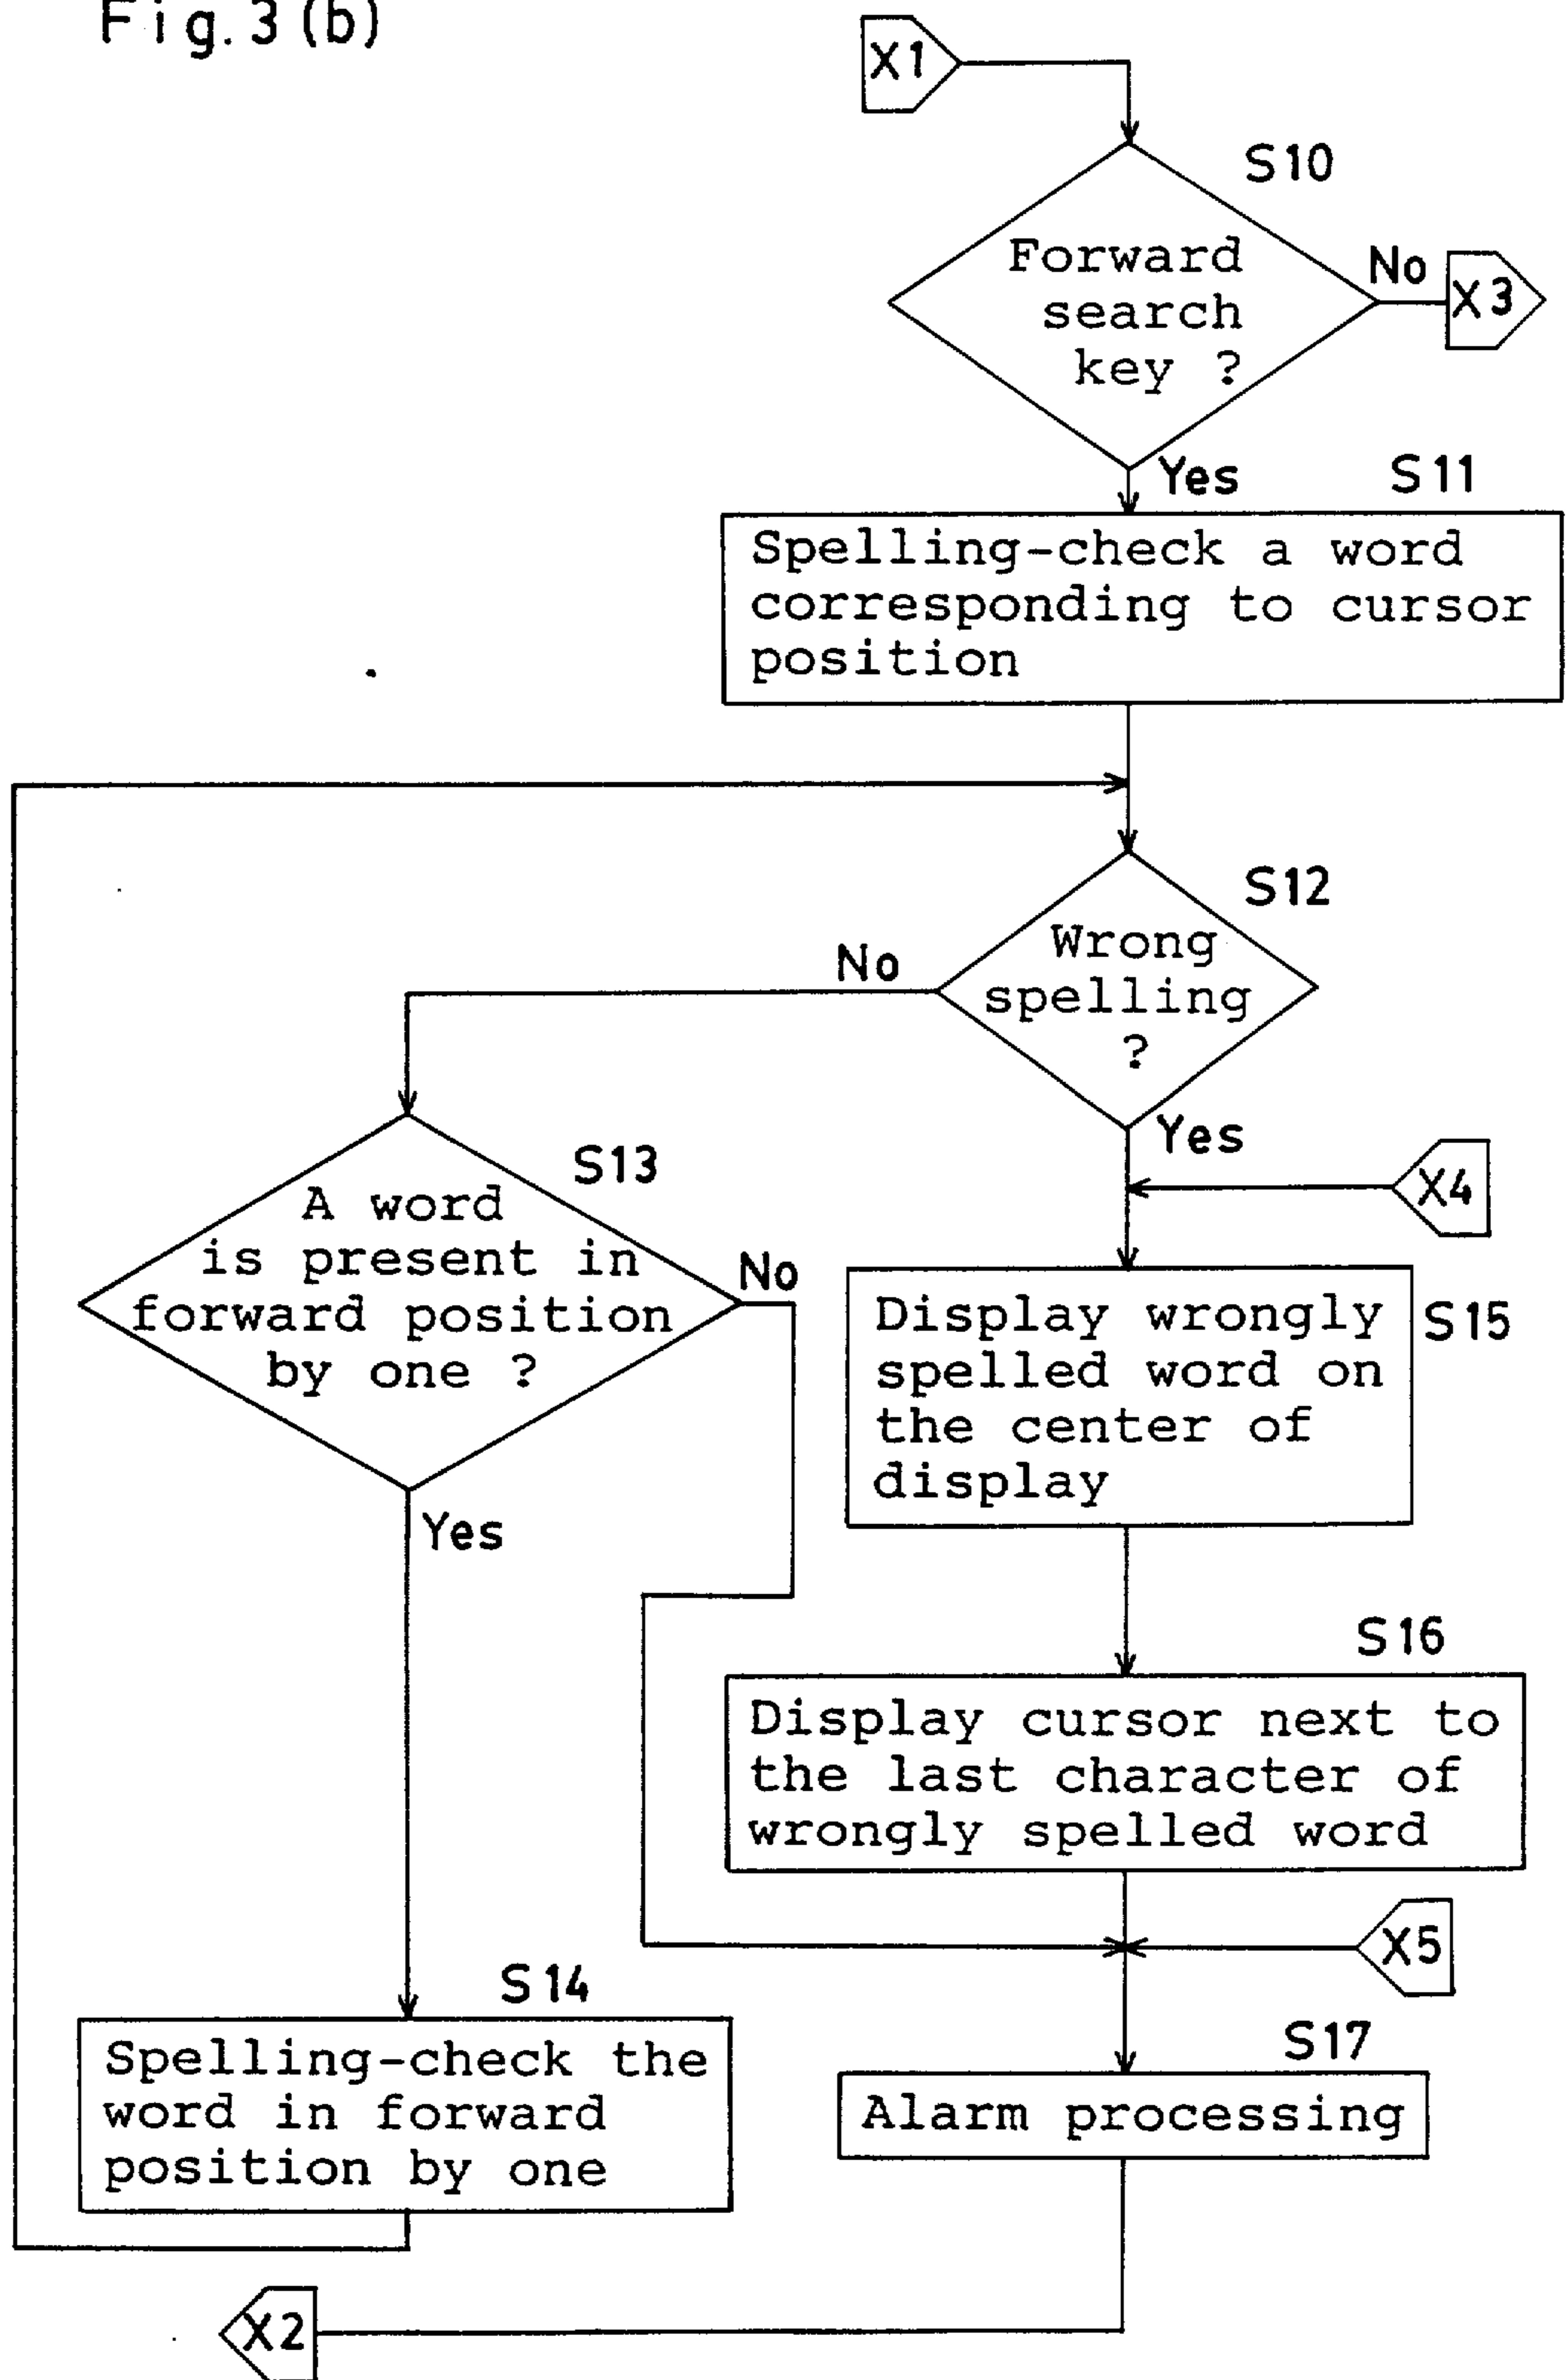 Fig. 3 (b)
X1
S10
Forward
search
key ?
No
X3
Yes
S11
Spelling-check a word
corresponding to cursor
position
S12
Wrong
spelling
?
No
Yes
X4
S13
A word
is present in
forward position
by one ?
No
Yes
Display wrongly
spelled word on
the center of
display
S15
S16
Display cursor next to
the last character of
wrongly spelled word
X5
S14
Spelling-check the
word in forward
position by one
S17
Alarm processing
X2